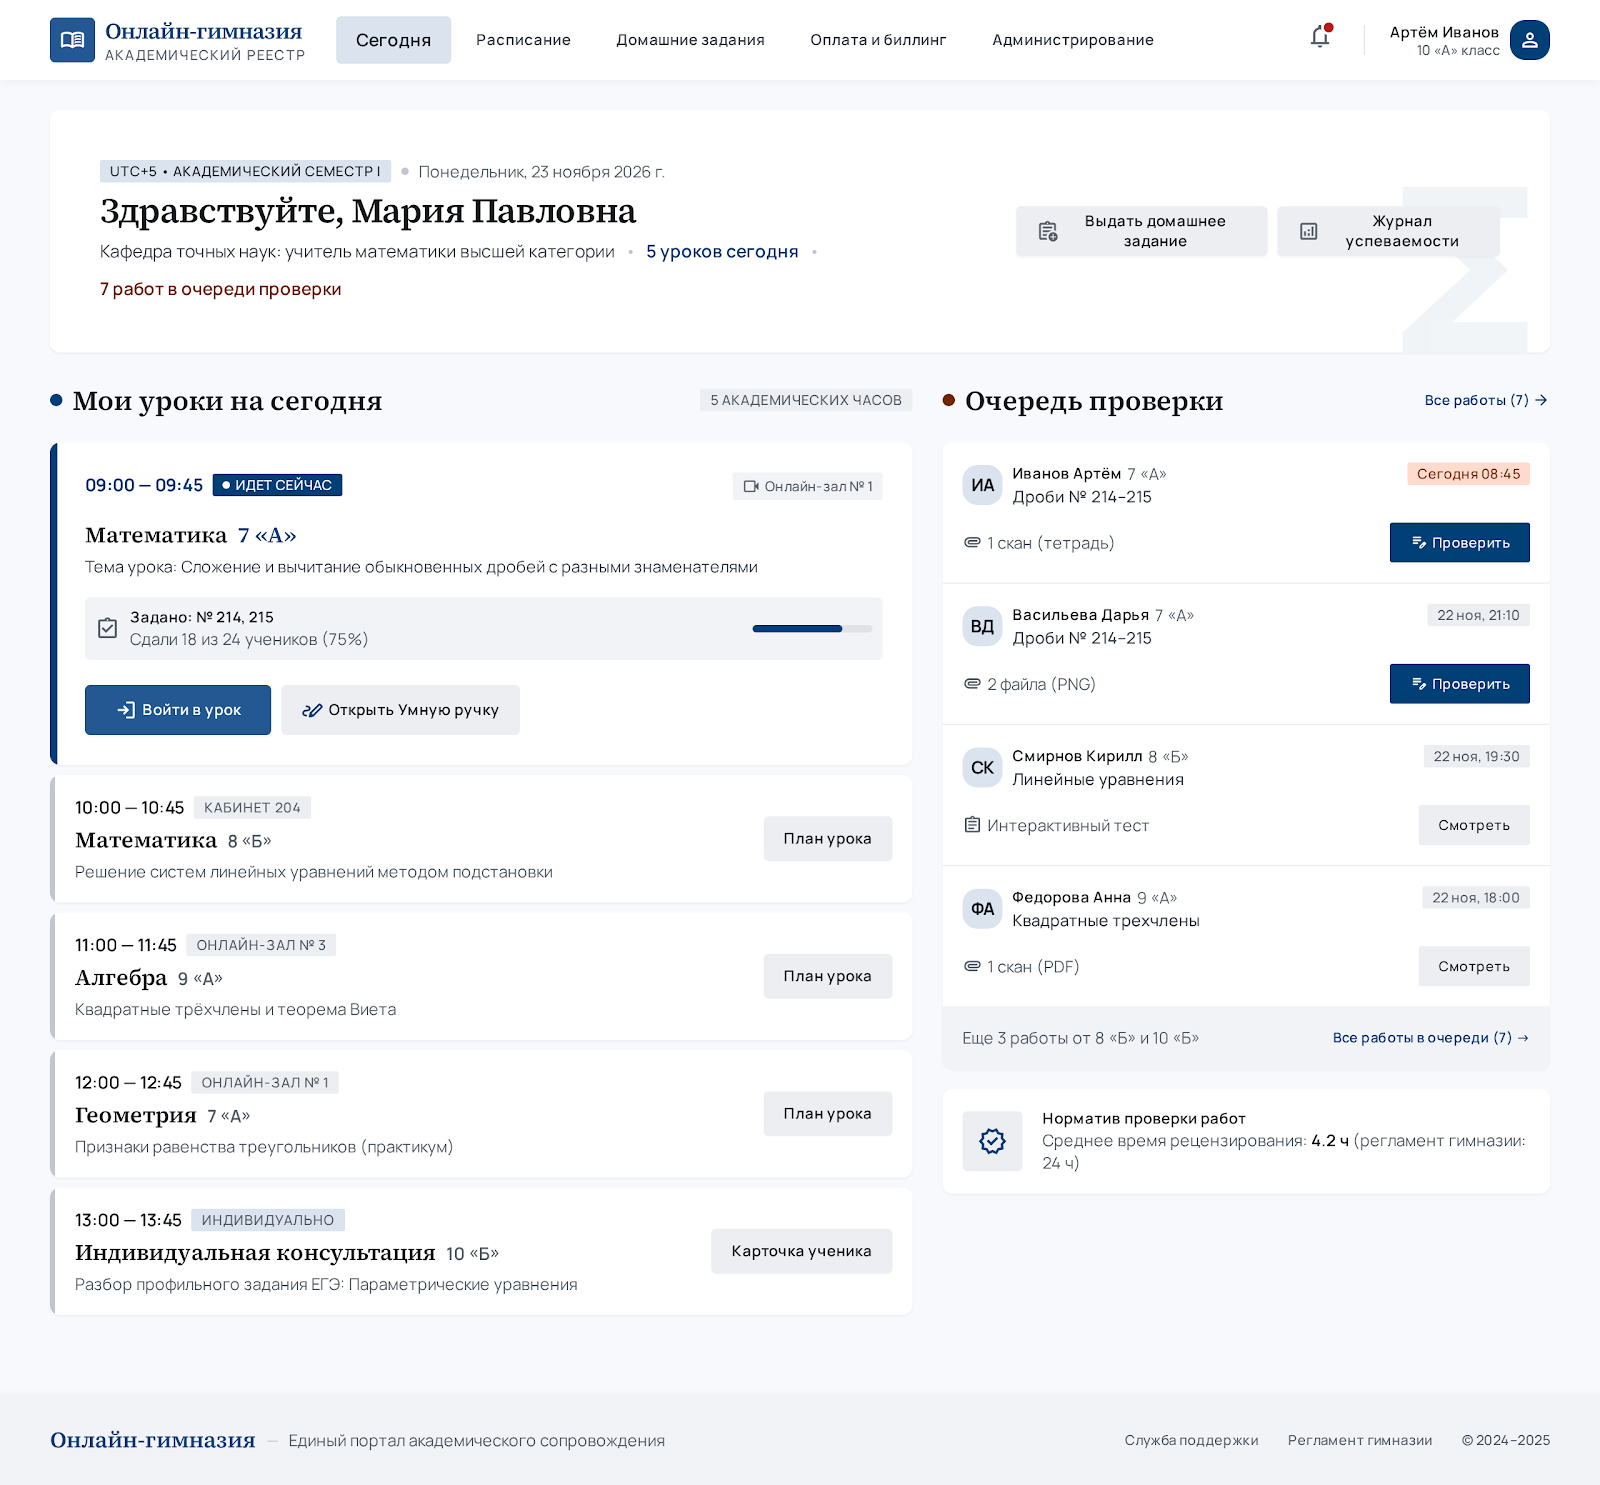 Онлайн-гимназия
АКАДЕМИЧЕСКИЙ РЕЕСТР
Сегодня
Расписание
Домашние задания
Оплата и биллинг
Администрирование
Артём Иванов
10 «А» класс
UTC+5 • АКАДЕМИЧЕСКИЙ СЕМЕСТР I
Понедельник, 23 ноября 2026 г.
Здравствуйте, Мария Павловна
Кафедра точных наук: учитель математики высшей категории • 5 уроков сегодня •
7 работ в очереди проверки
Выдать домашнее
задание
Журнал
успеваемости
Мои уроки на сегодня
5 АКАДЕМИЧЕСКИХ ЧАСОВ
09:00 — 09:45
ИДЕТ СЕЙЧАС
Онлайн-зал № 1
Математика 7 «А»
Тема урока: Сложение и вычитание обыкновенных дробей с разными знаменателями
Задано: № 214, 215
Сдали 18 из 24 учеников (75%)
Войти в урок
Открыть Умную ручку
10:00 — 10:45
КАБИНЕТ 204
Математика 8 «Б»
Решение систем линейных уравнений методом подстановки
План урока
11:00 — 11:45
ОНЛАЙН-ЗАЛ № 3
Алгебра 9 «А»
Квадратные трёхчлены и теорема Виета
План урока
12:00 — 12:45
ОНЛАЙН-ЗАЛ № 1
Геометрия 7 «А»
Признаки равенства треугольников (практикум)
План урока
13:00 — 13:45
ИНДИВИДУАЛЬНО
Индивидуальная консультация 10 «Б»
Разбор профильного задания ЕГЭ: Параметрические уравнения
Карточка ученика
Очередь проверки
Все работы (7) →
ИА
Иванов Артём 7 «А»
Дроби № 214–215
Сегодня 08:45
1 скан (тетрадь)
Проверить
ВД
Васильева Дарья 7 «А»
Дроби № 214–215
22 ноя, 21:10
2 файла (PNG)
Проверить
СК
Смирнов Кирилл 8 «Б»
Линейные уравнения
22 ноя, 19:30
Интерактивный тест
Смотреть
ФА
Федорова Анна 9 «А»
Квадратные трехчлены
22 ноя, 18:00
1 скан (PDF)
Смотреть
Еще 3 работы от 8 «Б» и 10 «Б»
Все работы в очереди (7) →
Норматив проверки работ
Среднее время рецензирования: 4.2 ч (регламент гимназии:
24 ч)
Онлайн-гимназия — Единый портал академического сопровождения
Служба поддержки
Регламент гимназии
© 2024–2025